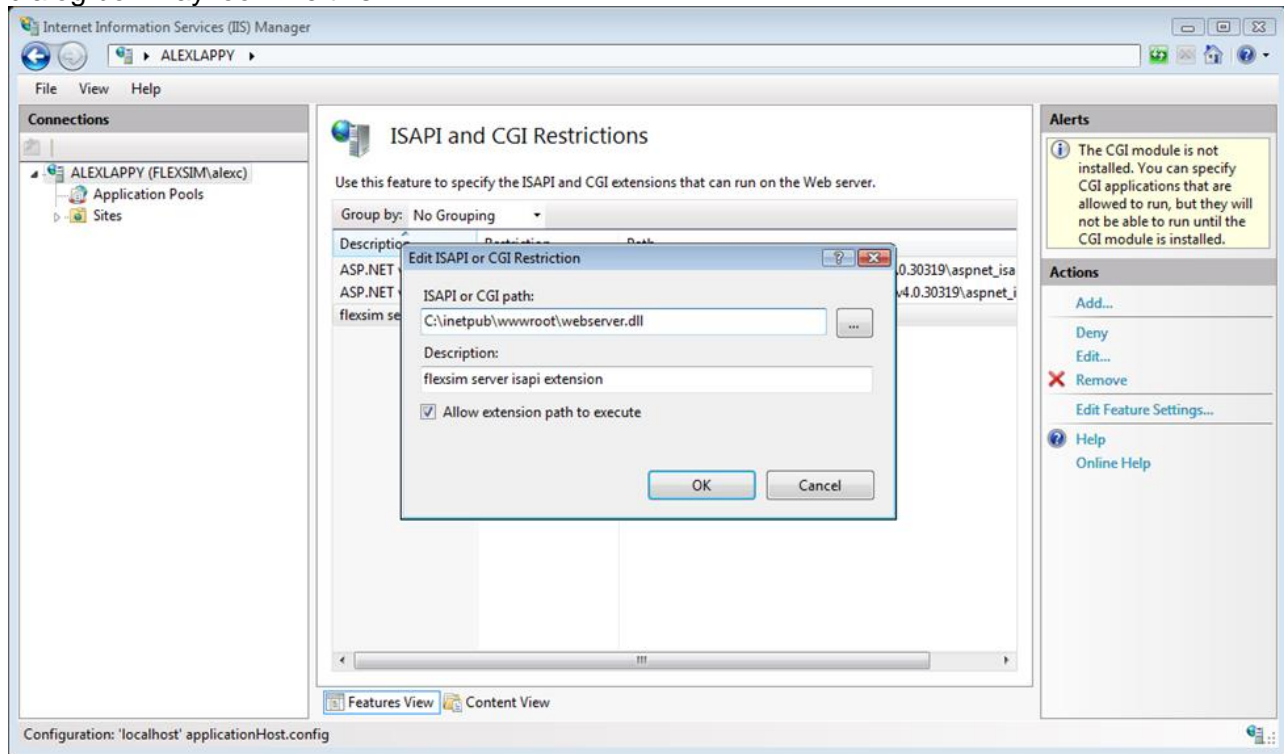 Internet Information Services (IIS) Manager
ALEXLAPPY
File View Help
Connections
ALEXLAPPY (FLEXSIM\alexc)
Application Pools
Sites
ISAPI and CGI Restrictions
Use this feature to specify the ISAPI and CGI extensions that can run on the Web server.
Group by: No Grouping
Description
ASP.NET .0.30319\aspnet_isa
ASP.NET v4.0.30319\aspnet_i
flexsim se
Edit ISAPI or CGI Restriction
ISAPI or CGI path:
C:\inetpub\wwwroot\webserver.dll
...
Description:
flexsim server isapi extension
Allow extension path to execute
OK Cancel
Features View Content View
Alerts
The CGI module is not
installed. You can specify
CGI applications that are
allowed to run, but they will
not be able to run until the
CGI module is installed.
Actions
Add...
Deny
Edit...
Remove
Edit Feature Settings...
Help
Online Help
Configuration: 'localhost' applicationHost.config